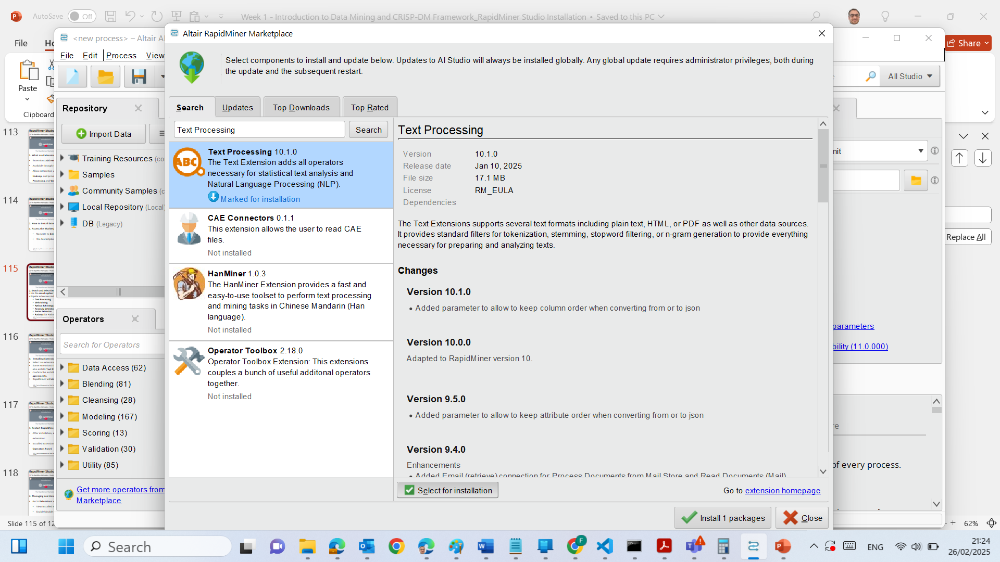 AutoSave Off
Week 1 - Introduction to Data Mining and CRISP-DM Framework_RapidMiner Studio Installation • Saved to this PC
File
Share
Paste
Clipboard
<new process> – Altair
File Edit Process View
All Studio
Repository
Import Data
Training Resources
Samples
Community Samples
Local Repository (Local)
DB (Legacy)
Operators
Search for Operators
Data Access (62)
Blending (81)
Cleansing (28)
Modeling (167)
Scoring (13)
Validation (30)
Utility (85)
Get more operators from
Marketplace
Altair RapidMiner Marketplace
Select components to install and update below. Updates to AI Studio will always be installed globally. Any global update requires administrator privileges, both during
the update and the subsequent restart.
Search Updates Top Downloads Top Rated
Text Processing Search
Text Processing 10.1.0
The Text Extension adds all operators
necessary for statistical text analysis and
Natural Language Processing (NLP).
Marked for installation
CAE Connectors 0.1.1
This extension allows the user to read CAE
files.
Not installed
HanMiner 1.0.3
The HanMiner Extension provides a fast and
easy-to-use toolset to perform text processing
and mining tasks in Chinese Mandarin (Han
language).
Not installed
Operator Toolbox 2.18.0
Operator Toolbox Extension: This extensions
couples a bunch of useful additonal operators
together.
Not installed
Text Processing
Version 10.1.0
Release date Jan 10, 2025
File size 17.1 MB
License RM_EULA
Dependencies
The Text Extensions supports several text formats including plain text, HTML, or PDF as well as other data sources.
It provides standard filters for tokenization, stemming, stopword filtering, or n-gram generation to provide everything
necessary for preparing and analyzing texts.
Changes
Version 10.1.0
• Added parameter to allow to keep column order when converting from or to json
Version 10.0.0
Adapted to RapidMiner version 10.
Version 9.5.0
• Added parameter to allow to keep attribute order when converting from or to json
Version 9.4.0
Enhancements
• Added Email (retrieve) connection for Process Documents from Mail Store and Read Documents (Mail)
Select for installation
Go to extension homepage
Install 1 packages
Close
parameters
(11.0.000)
of every process.
Replace All
113
114
115
116
117
118
Slide 115 of
62%
Search
ENG
21:24
26/02/2025